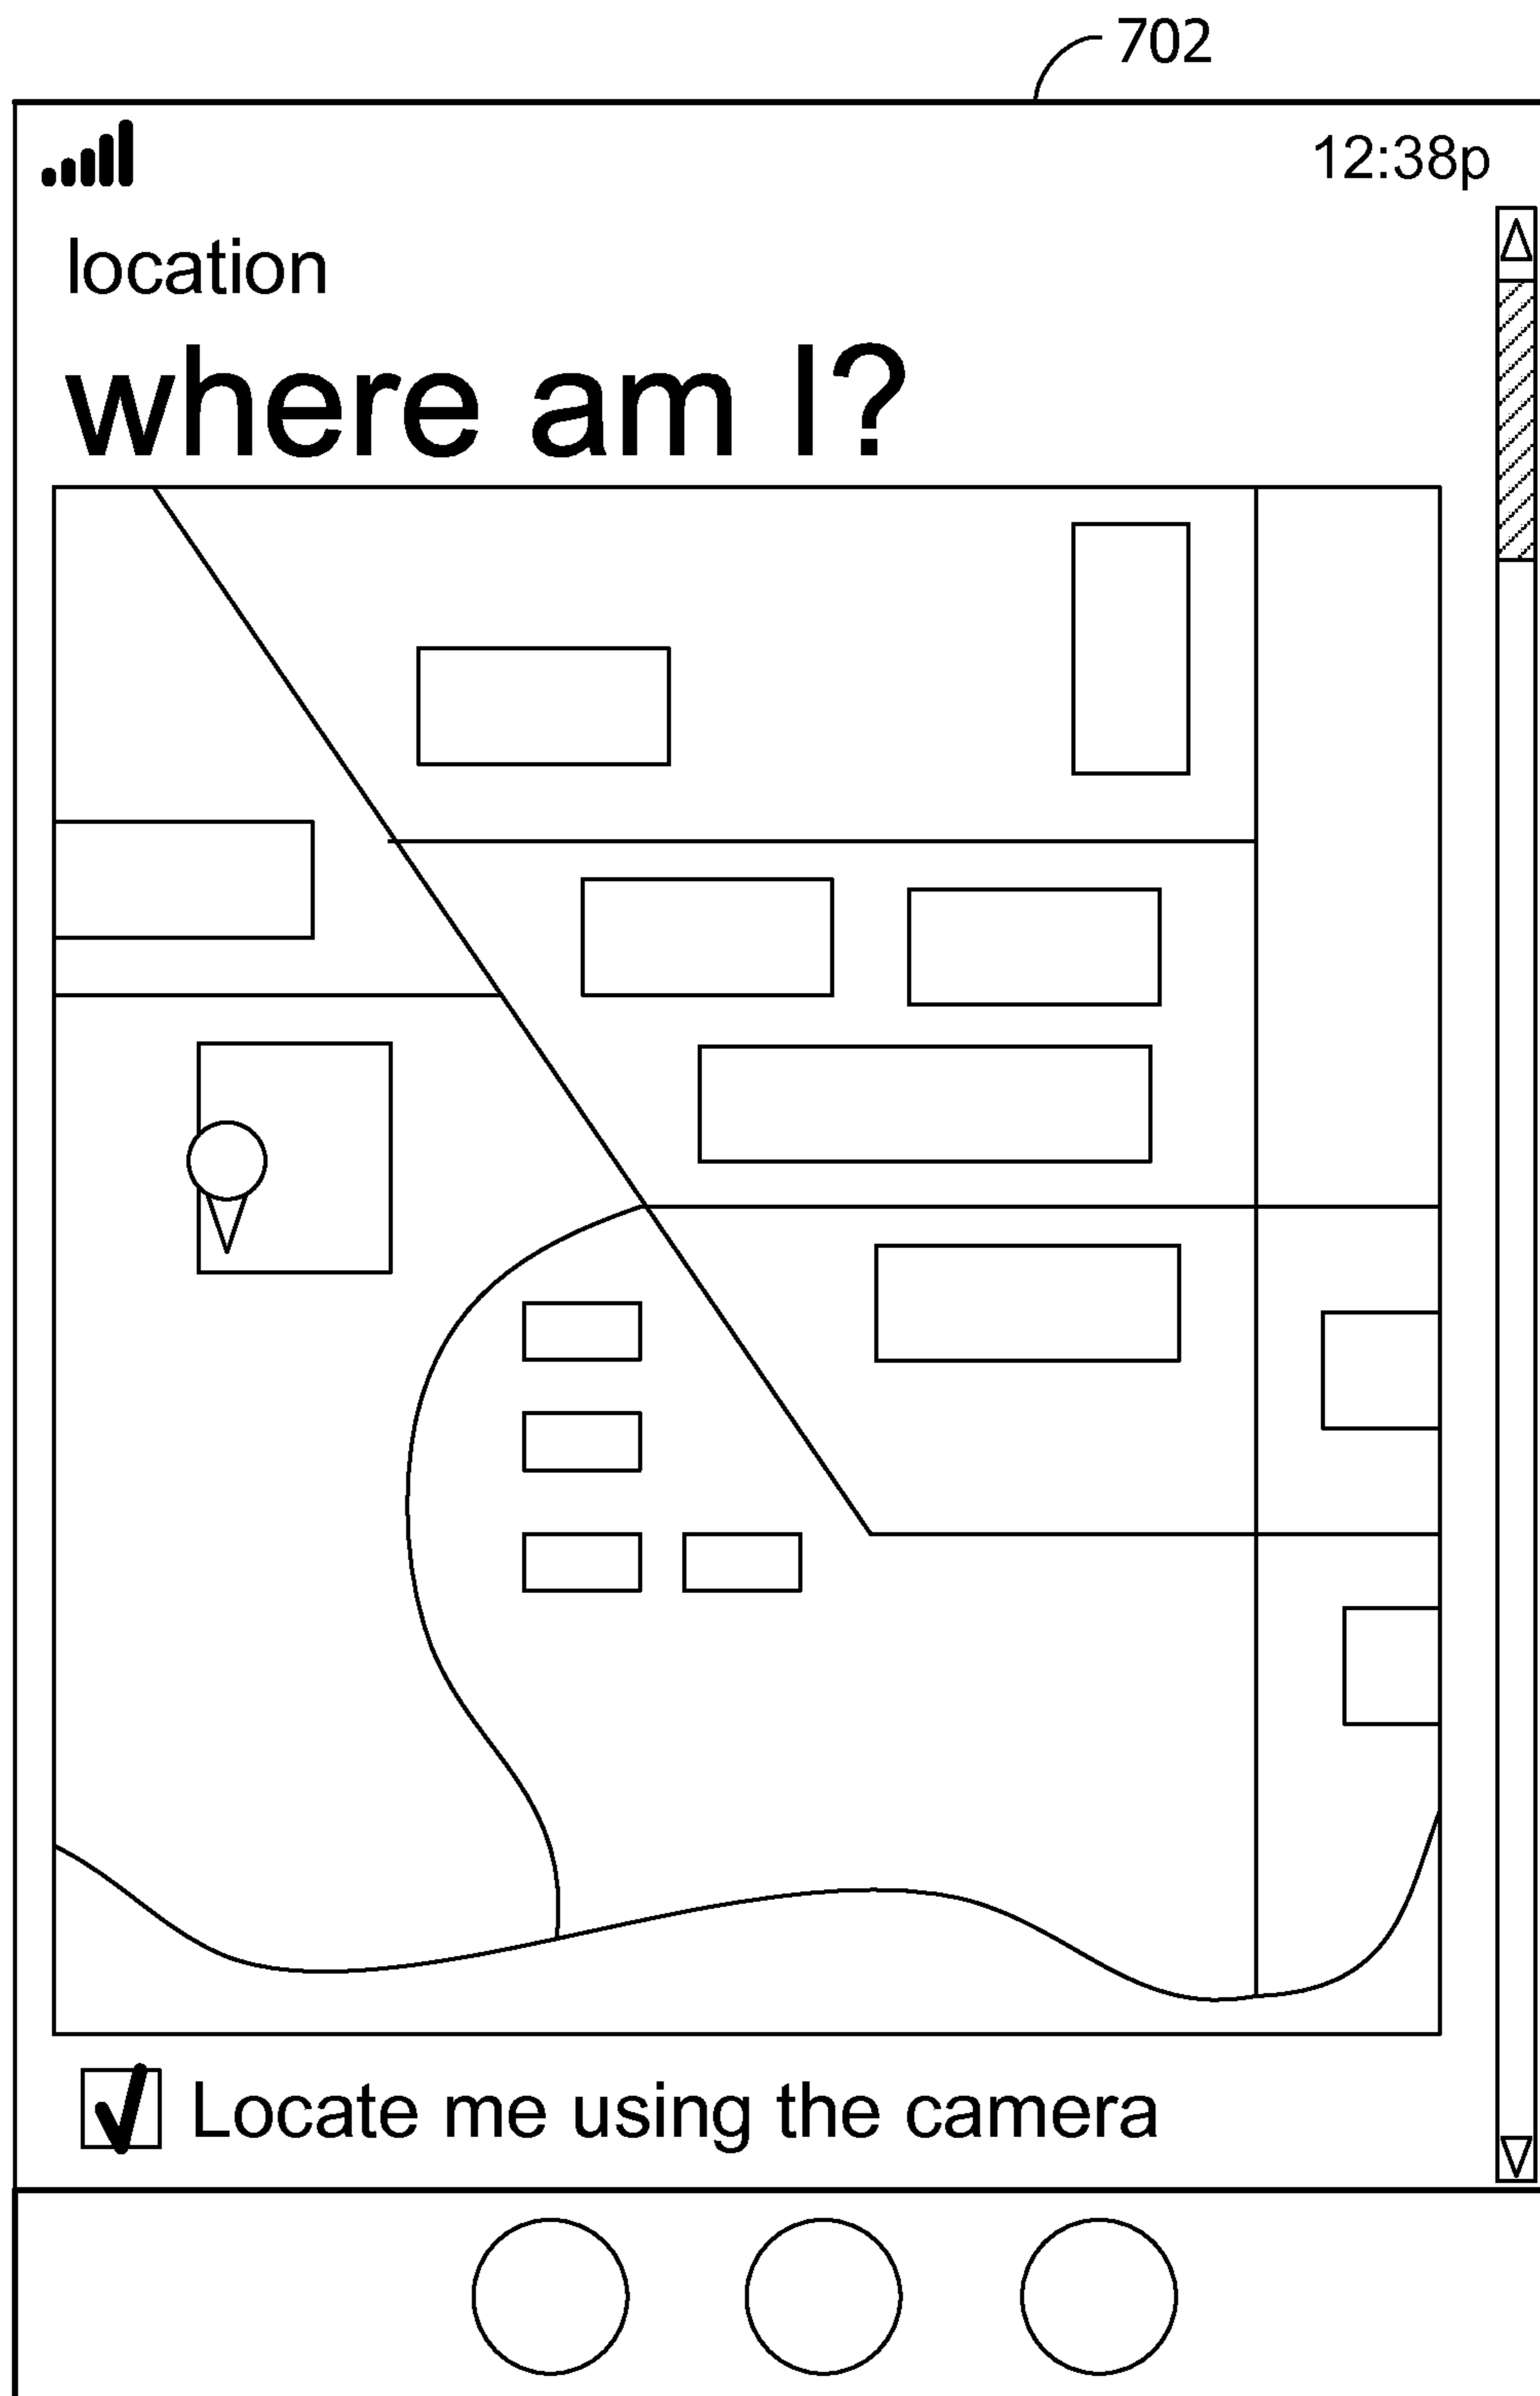 702
12:38p
location
where am I?
Locate me using the camera